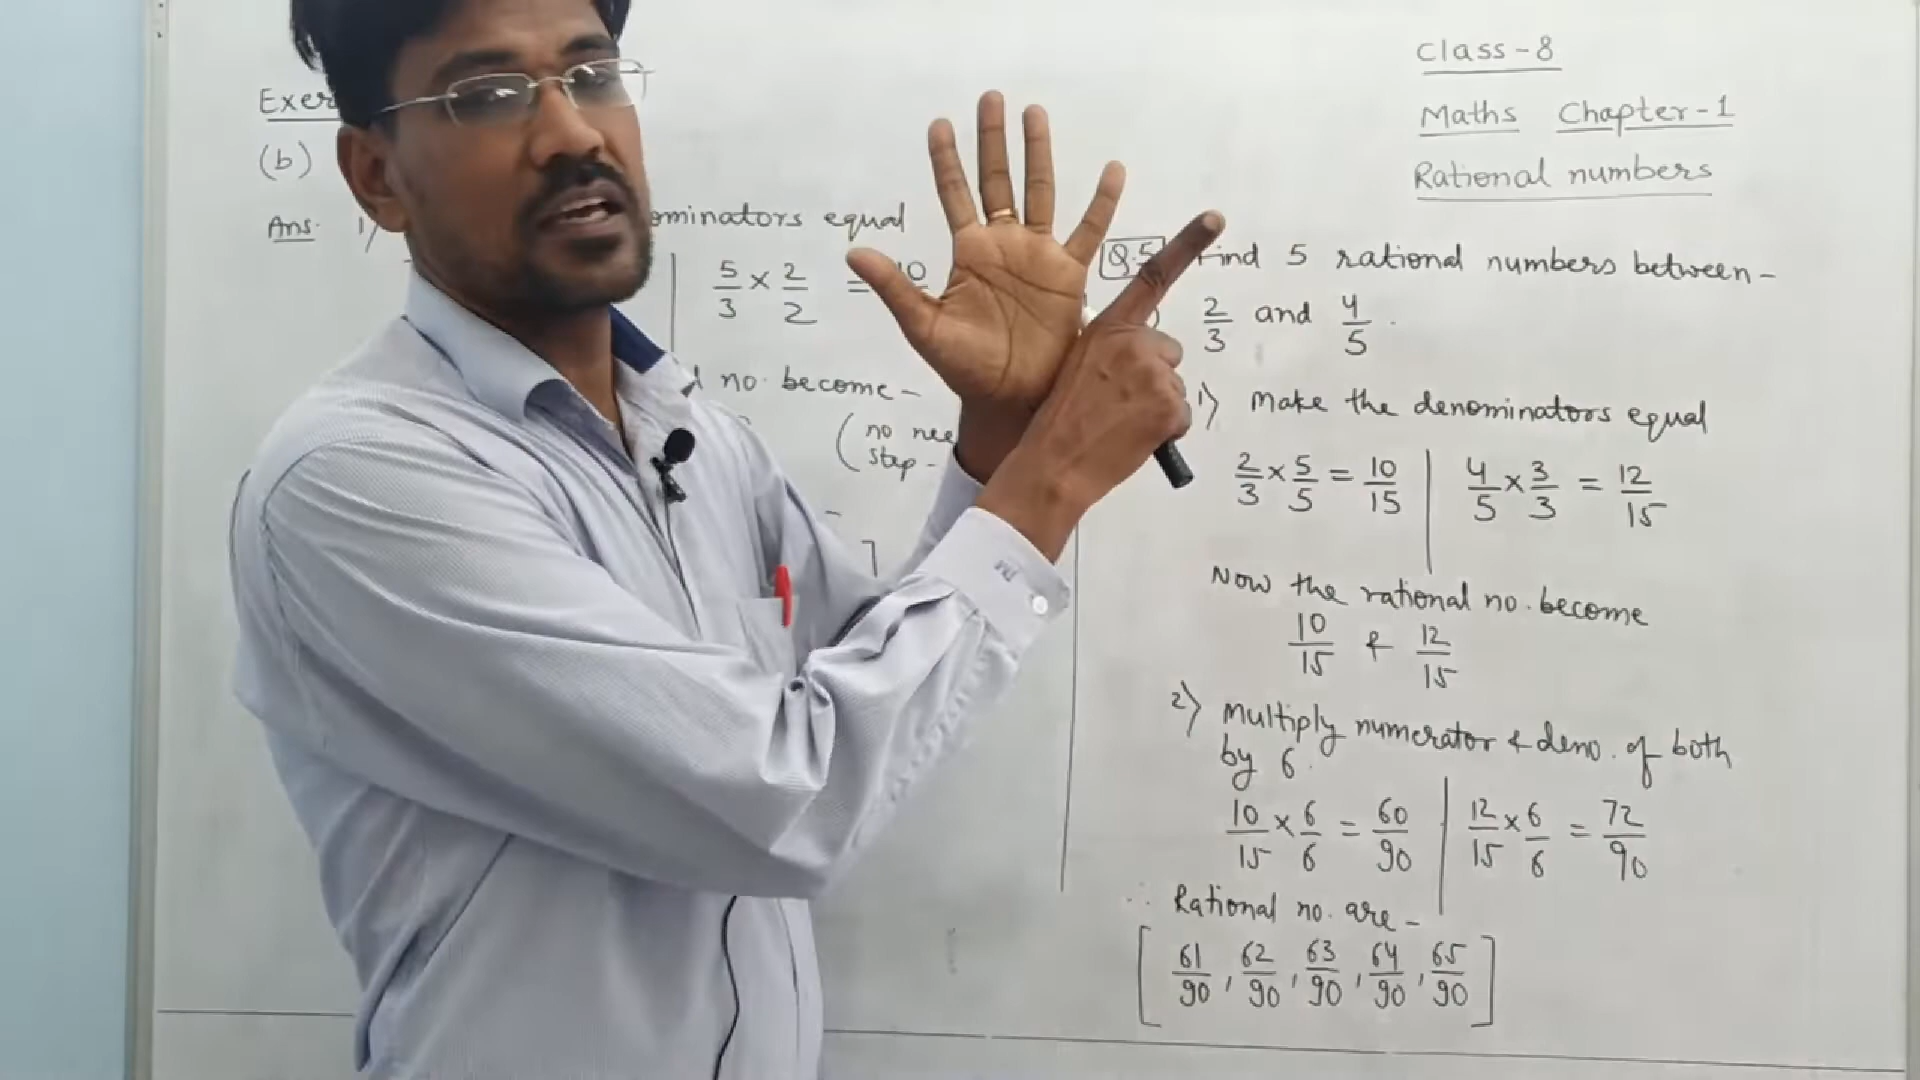 (b)
Ans. 1)
ominators equal
5/3 × 2/2 =
no. become -
(no
step -
Class - 8
Maths Chapter - 1
Rational numbers
Q.5 Find 5 rational numbers between -
2/3 and 4/5 .
1) Make the denominators equal
2/3 × 5/5 = 10/15 | 4/5 × 3/3 = 12/15
Now the rational no. become
10/15 & 12/15
2) Multiply numerator & deno. of both
by 6.
10/15 × 6/6 = 60/90 | 12/15 × 6/6 = 72/90
∴ Rational no. are -
[ 61/90 , 62/90 , 63/90 , 64/90 , 65/90 ]